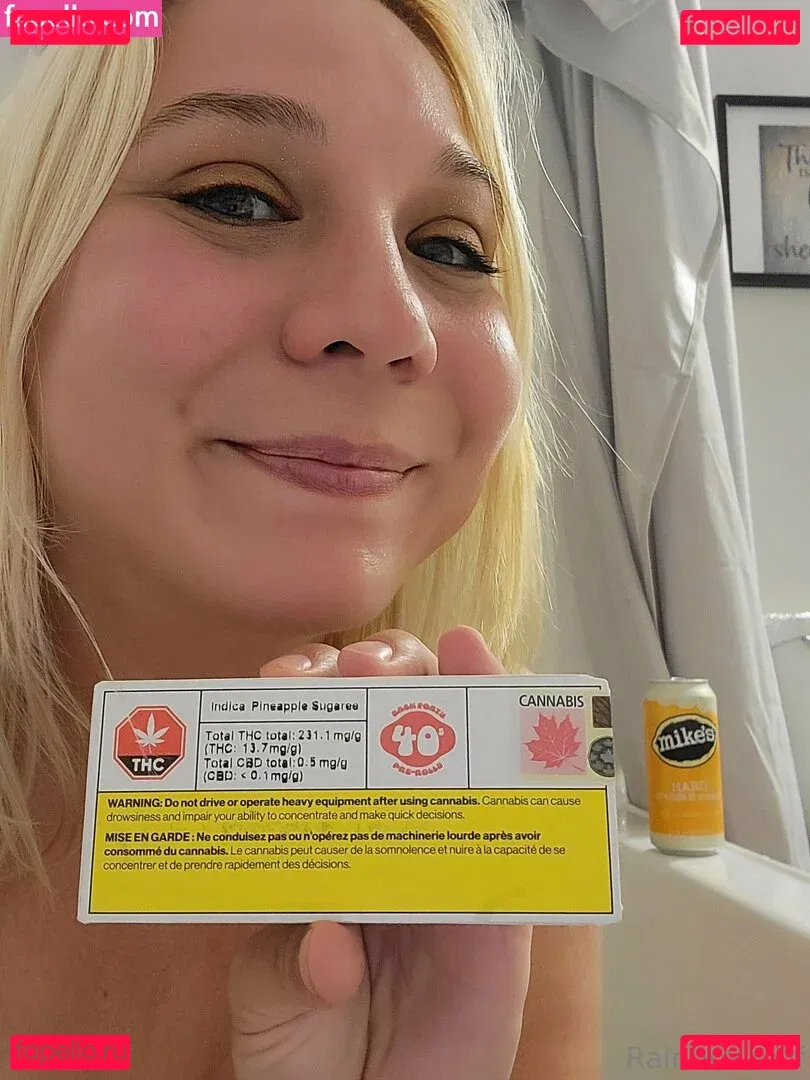 fapello.ru
fapello.ru
Indica Pineapple Sugaree
Total THC total: 231.1 mg/g
(THC: 13.7mg/g)
Total CBD total: 0.5 mg/g
(CBD: < 0.1 mg/g)
THC
BACK FORTY
40s
PRE-ROLLS
CANNABIS
WARNING: Do not drive or operate heavy equipment after using cannabis. Cannabis can cause
drowsiness and impair your ability to concentrate and make quick decisions.
MISE EN GARDE : Ne conduisez pas ou n'opérez pas de machinerie lourde après avoir
consommé du cannabis. Le cannabis peut causer de la somnolence et nuire à la capacité de se
concentrer et de prendre rapidement des décisions.
mike's
HARD
fapello.ru
fapello.ru